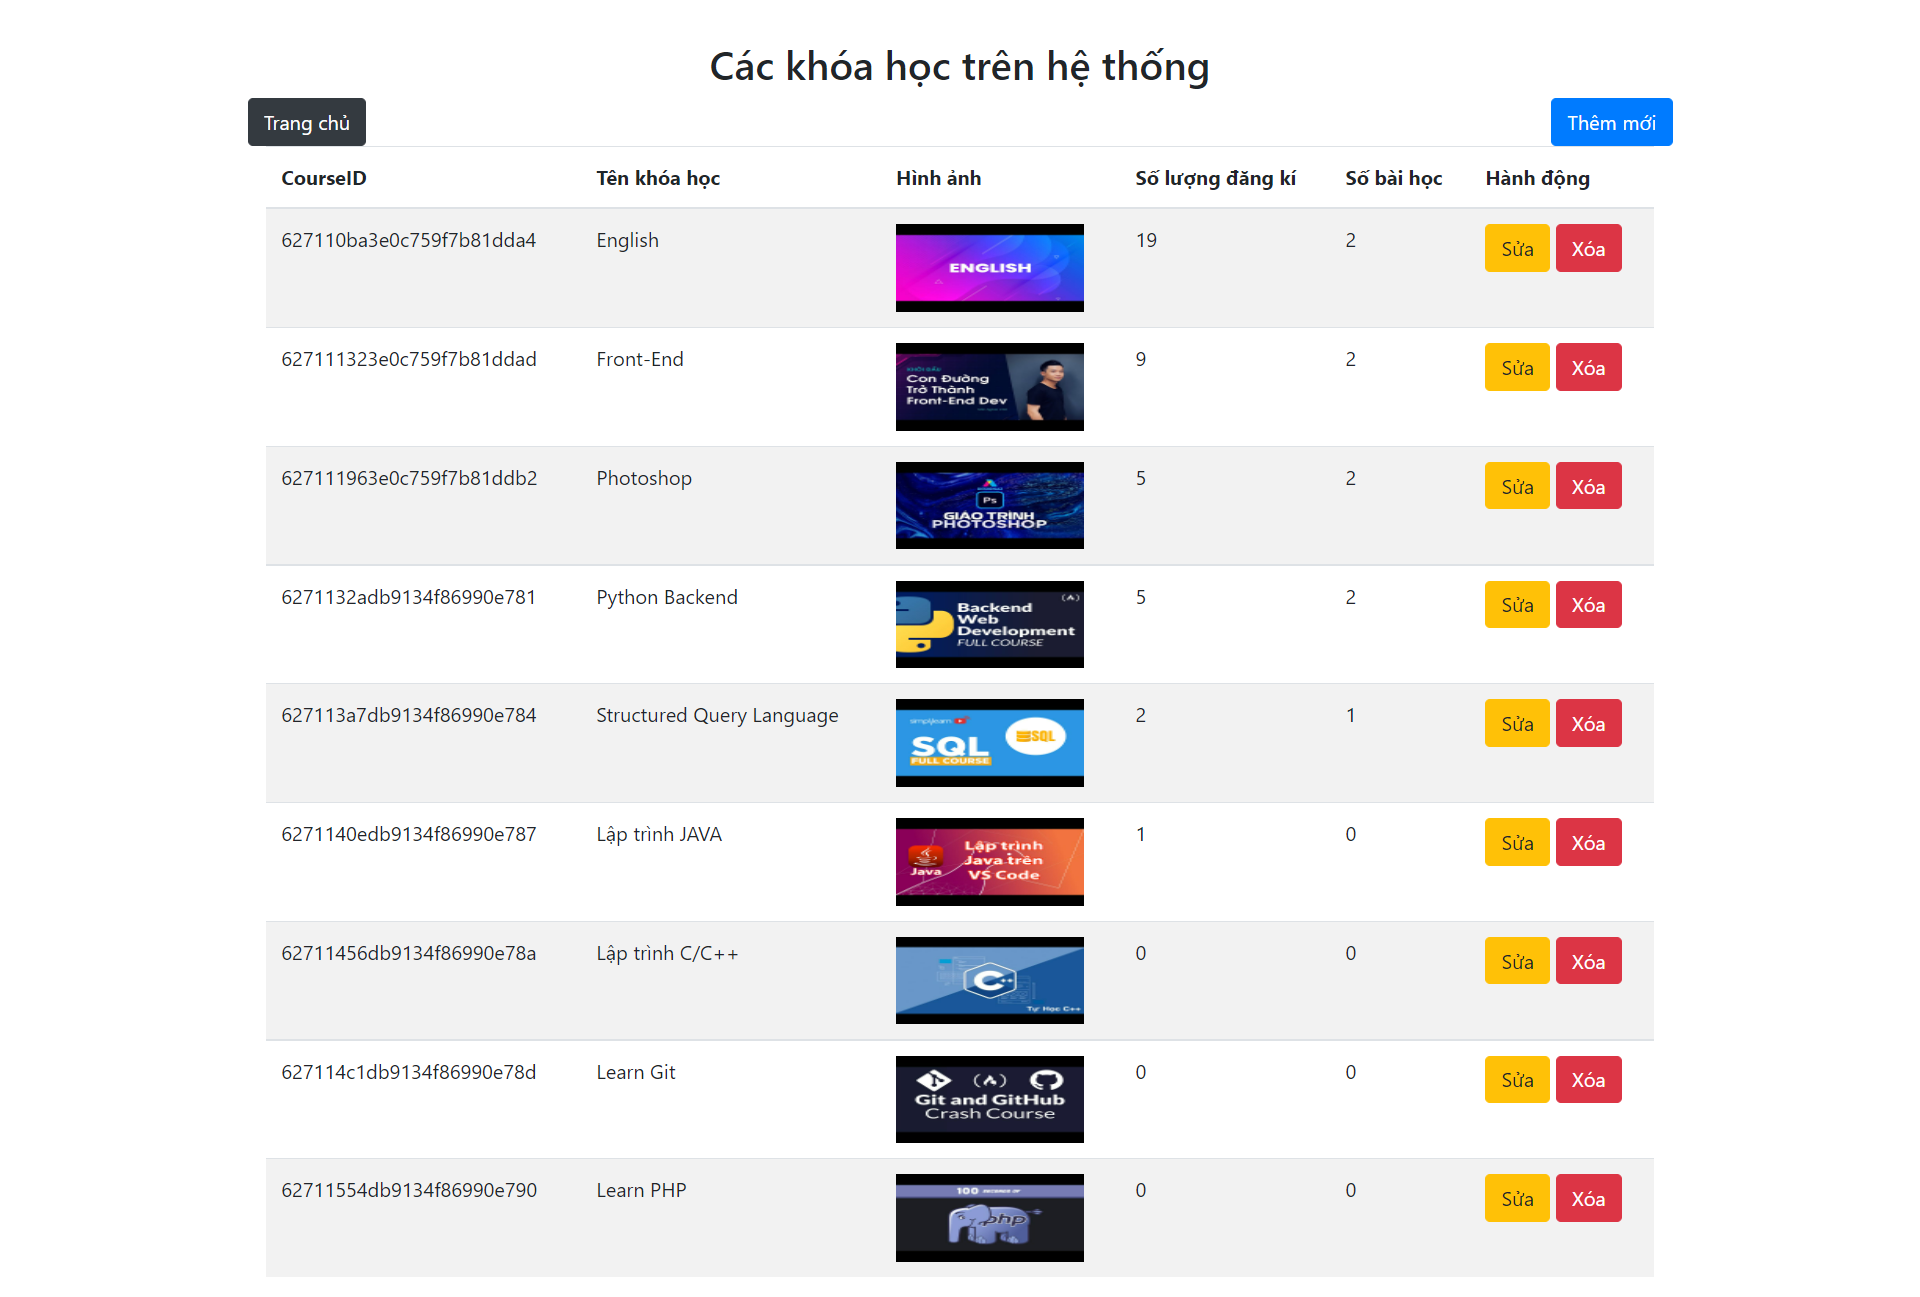 Các khóa học trên hệ thống
Trang chủ
Thêm mới
CourseID Tên khóa học Hình ảnh Số lượng đăng kí Số bài học Hành động
627110ba3e0c759f7b81dda4 English 19 2 Sửa Xóa
ENGLISH
627111323e0c759f7b81ddad Front-End 9 2 Sửa Xóa
Con Đường
Trở Thành
Front-End Dev
627111963e0c759f7b81ddb2 Photoshop 5 2 Sửa Xóa
Ps
GIÁO TRÌNH
PHOTOSHOP
6271132adb9134f86990e781 Python Backend 5 2 Sửa Xóa
Backend
Web
Development
FULL COURSE
627113a7db9134f86990e784 Structured Query Language 2 1 Sửa Xóa
simplilearn
SQL
SQL
FULL COURSE
6271140edb9134f86990e787 Lập trình JAVA 1 0 Sửa Xóa
Lập trình
Java trên
VS Code
Java
62711456db9134f86990e78a Lập trình C/C++ 0 0 Sửa Xóa
C++
Tự Học C++
627114c1db9134f86990e78d Learn Git 0 0 Sửa Xóa
Git and GitHub
Crash Course
62711554db9134f86990e790 Learn PHP 0 0 Sửa Xóa
100 SECONDS OF
php